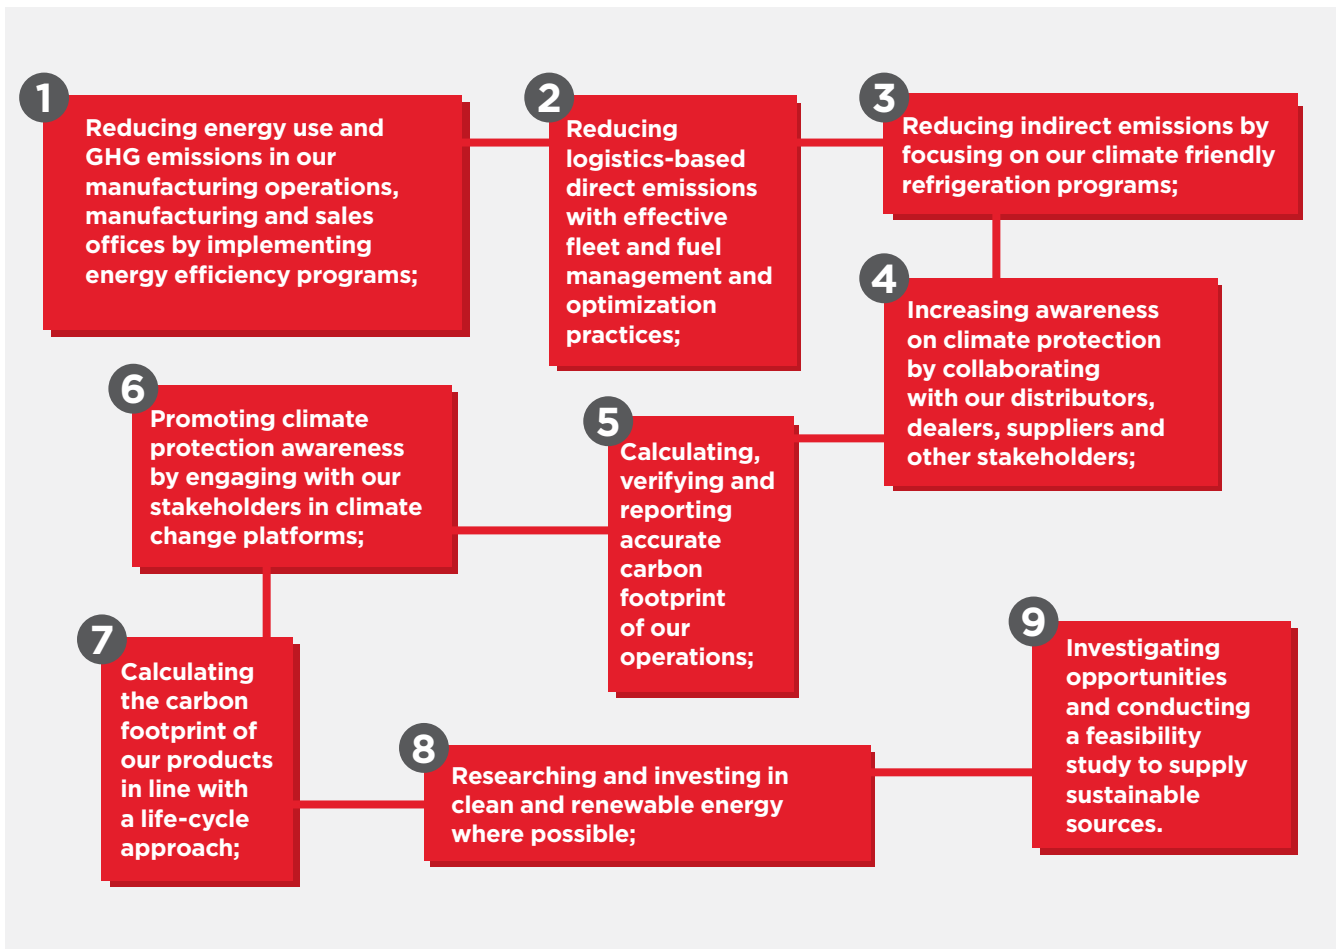 1
Reducing energy use and
GHG emissions in our
manufacturing operations,
manufacturing and sales
offices by implementing
energy efficiency programs;
2
Reducing
logistics-based
direct emissions
with effective
fleet and fuel
management and
optimization
practices;
3
Reducing indirect emissions by
focusing on our climate friendly
refrigeration programs;
4
Increasing awareness
on climate protection
by collaborating
with our distributors,
dealers, suppliers and
other stakeholders;
5
Calculating,
verifying and
reporting
accurate
carbon
footprint
of our
operations;
6
Promoting climate
protection awareness
by engaging with our
stakeholders in climate
change platforms;
7
Calculating
the carbon
footprint of
our products
in line with
a life-cycle
approach;
8
Researching and investing in
clean and renewable energy
where possible;
9
Investigating
opportunities
and conducting
a feasibility
study to supply
sustainable
sources.